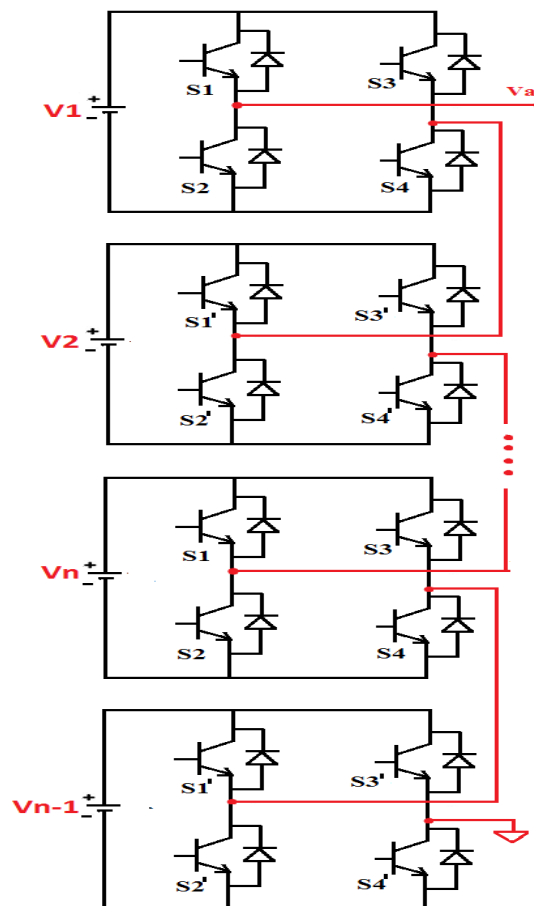 S1
S3
Va
V1
+
−
S2
S4
S1'
S3'
V2
+
−
S2'
S4'
S1
S3
Vn
+
−
S2
S4
S1'
S3'
Vn-1
+
−
S2'
S4'